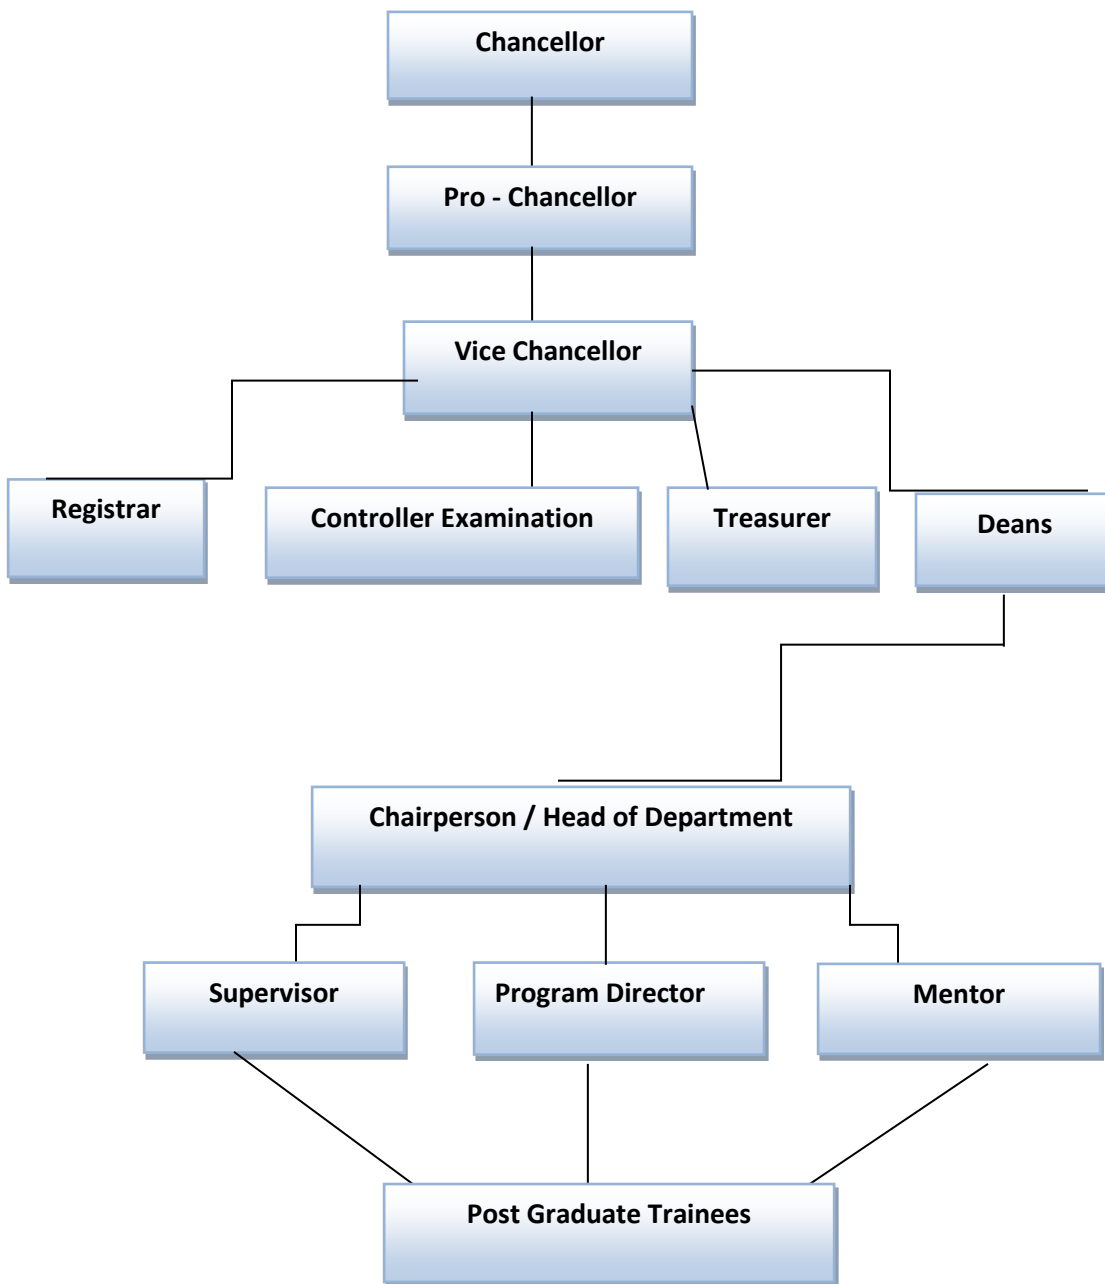 Chancellor
Pro - Chancellor
Vice Chancellor
Registrar
Controller Examination
Treasurer
Deans
Chairperson / Head of Department
Supervisor
Program Director
Mentor
Post Graduate Trainees